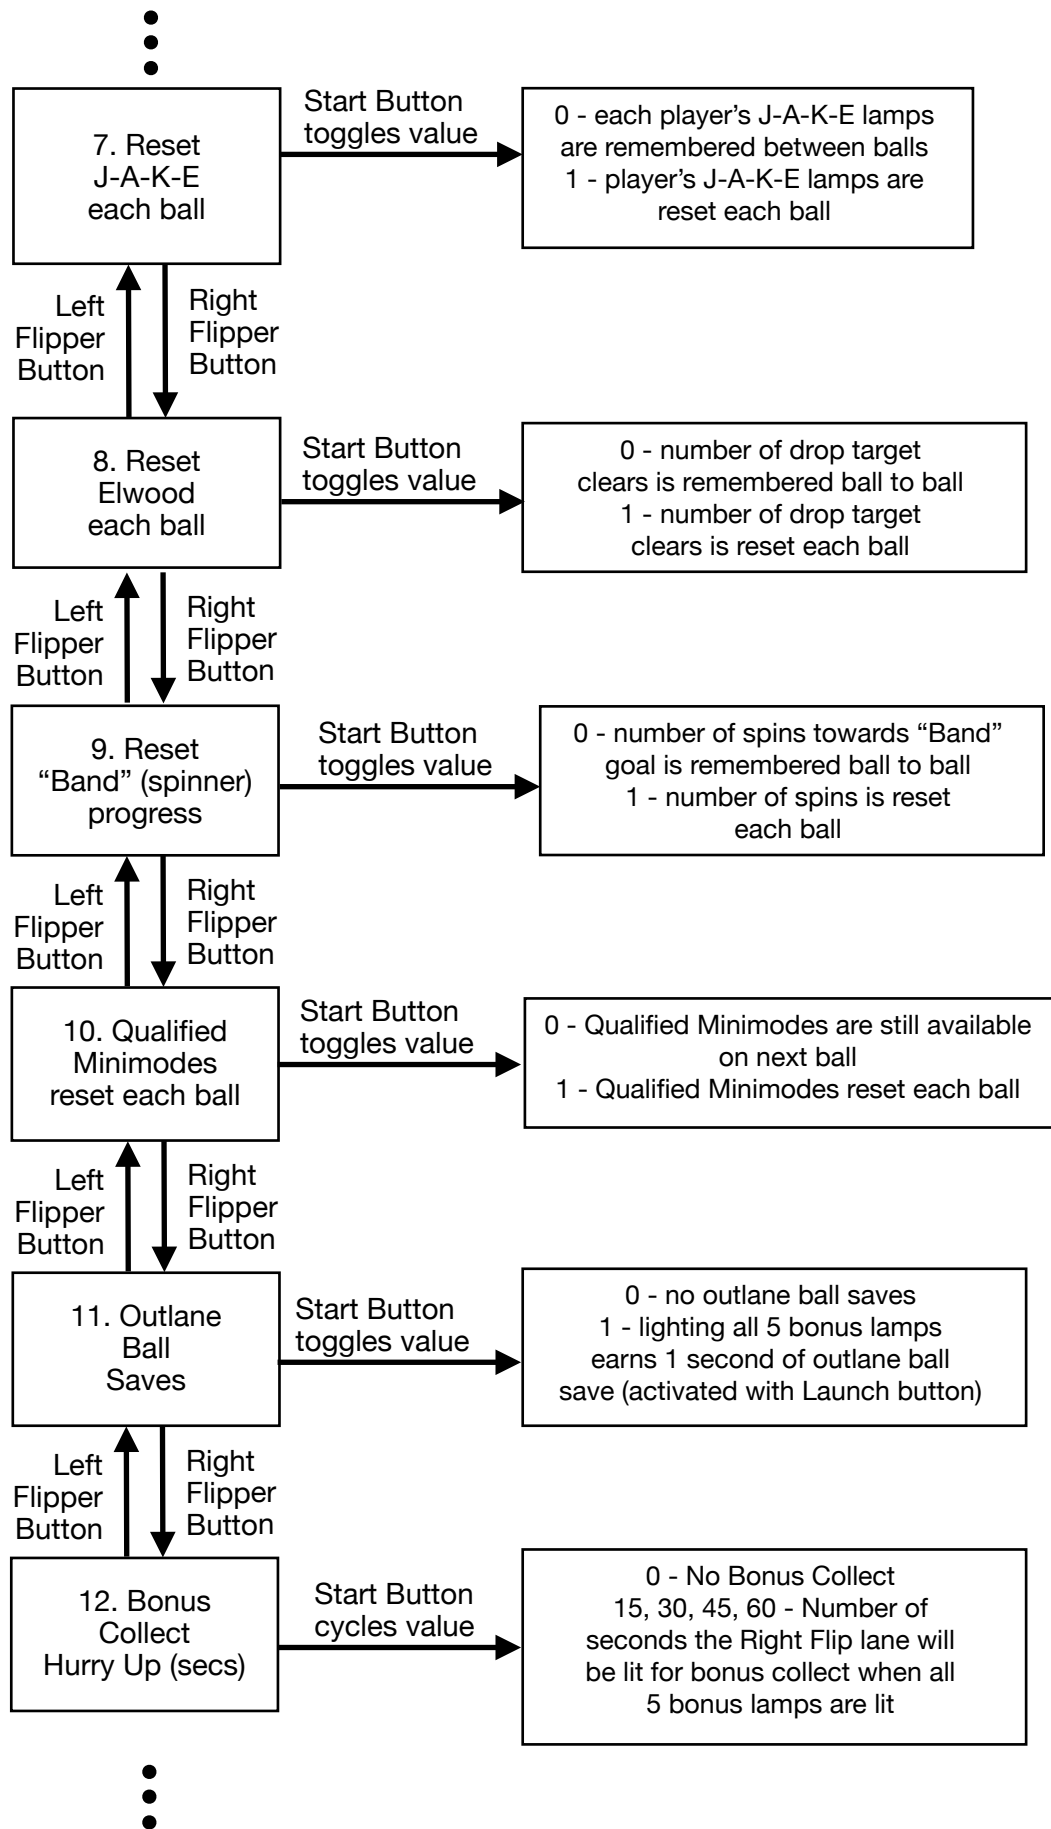 7. Reset
J-A-K-E
each ball
Start Button
toggles value
0 - each player’s J-A-K-E lamps
are remembered between balls
1 - player’s J-A-K-E lamps are
reset each ball
Left
Flipper
Button
Right
Flipper
Button
8. Reset
Elwood
each ball
Start Button
toggles value
0 - number of drop target
clears is remembered ball to ball
1 - number of drop target
clears is reset each ball
Left
Flipper
Button
Right
Flipper
Button
9. Reset
“Band” (spinner)
progress
Start Button
toggles value
0 - number of spins towards “Band”
goal is remembered ball to ball
1 - number of spins is reset
each ball
Left
Flipper
Button
Right
Flipper
Button
10. Qualified
Minimodes
reset each ball
Start Button
toggles value
0 - Qualified Minimodes are still available
on next ball
1 - Qualified Minimodes reset each ball
Left
Flipper
Button
Right
Flipper
Button
11. Outlane
Ball
Saves
Start Button
toggles value
0 - no outlane ball saves
1 - lighting all 5 bonus lamps
earns 1 second of outlane ball
save (activated with Launch button)
Left
Flipper
Button
Right
Flipper
Button
12. Bonus
Collect
Hurry Up (secs)
Start Button
cycles value
0 - No Bonus Collect
15, 30, 45, 60 - Number of
seconds the Right Flip lane will
be lit for bonus collect when all
5 bonus lamps are lit